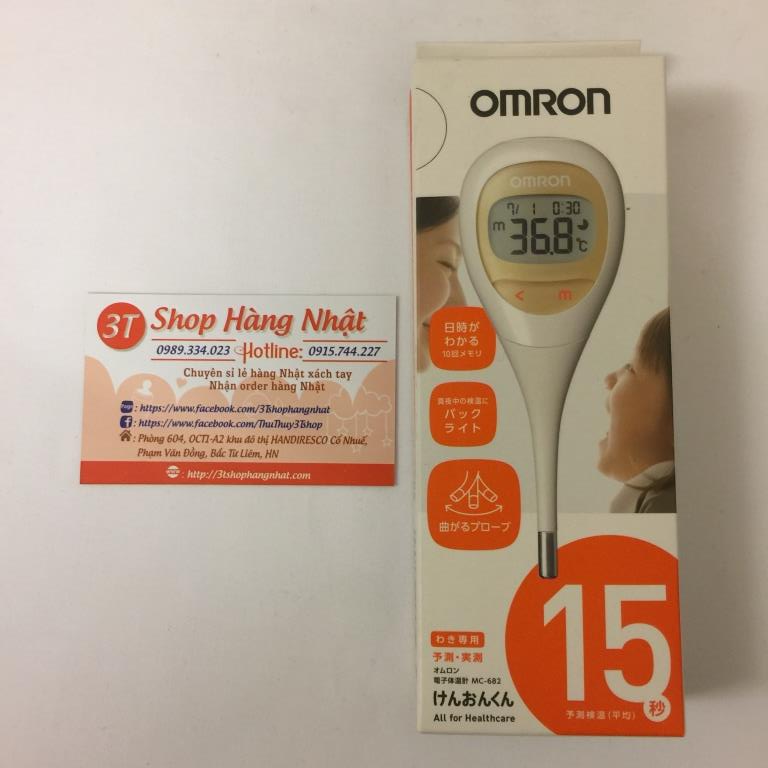 3T Shop Hàng Nhật
0989.334.023 Hotline: 0915.744.227
Chuyên sỉ lẻ hàng Nhật xách tay
Nhận order hàng Nhật
: https://www.facebook.com/3Tshophangnhat
f : https://www.facebook.com/ThuThuy3Tshop
: Phòng 604, OCT1-A2 khu đô thị HANDIRESCO Cổ Nhuế,
Phạm Văn Đồng, Bắc Từ Liêm, HN
www : http://3tshophangnhat.com
OMRON
OMRON
7/ 1 0:30
m 36.8 ℃
< m
日時が
わかる
10回メモリ
真夜中の検温に
バック
ライト
曲がるプローブ
わき専用
予測・実測
オムロン
電子体温計 MC-682
けんおんくん
All for Healthcare
15秒
予測検温(平均)